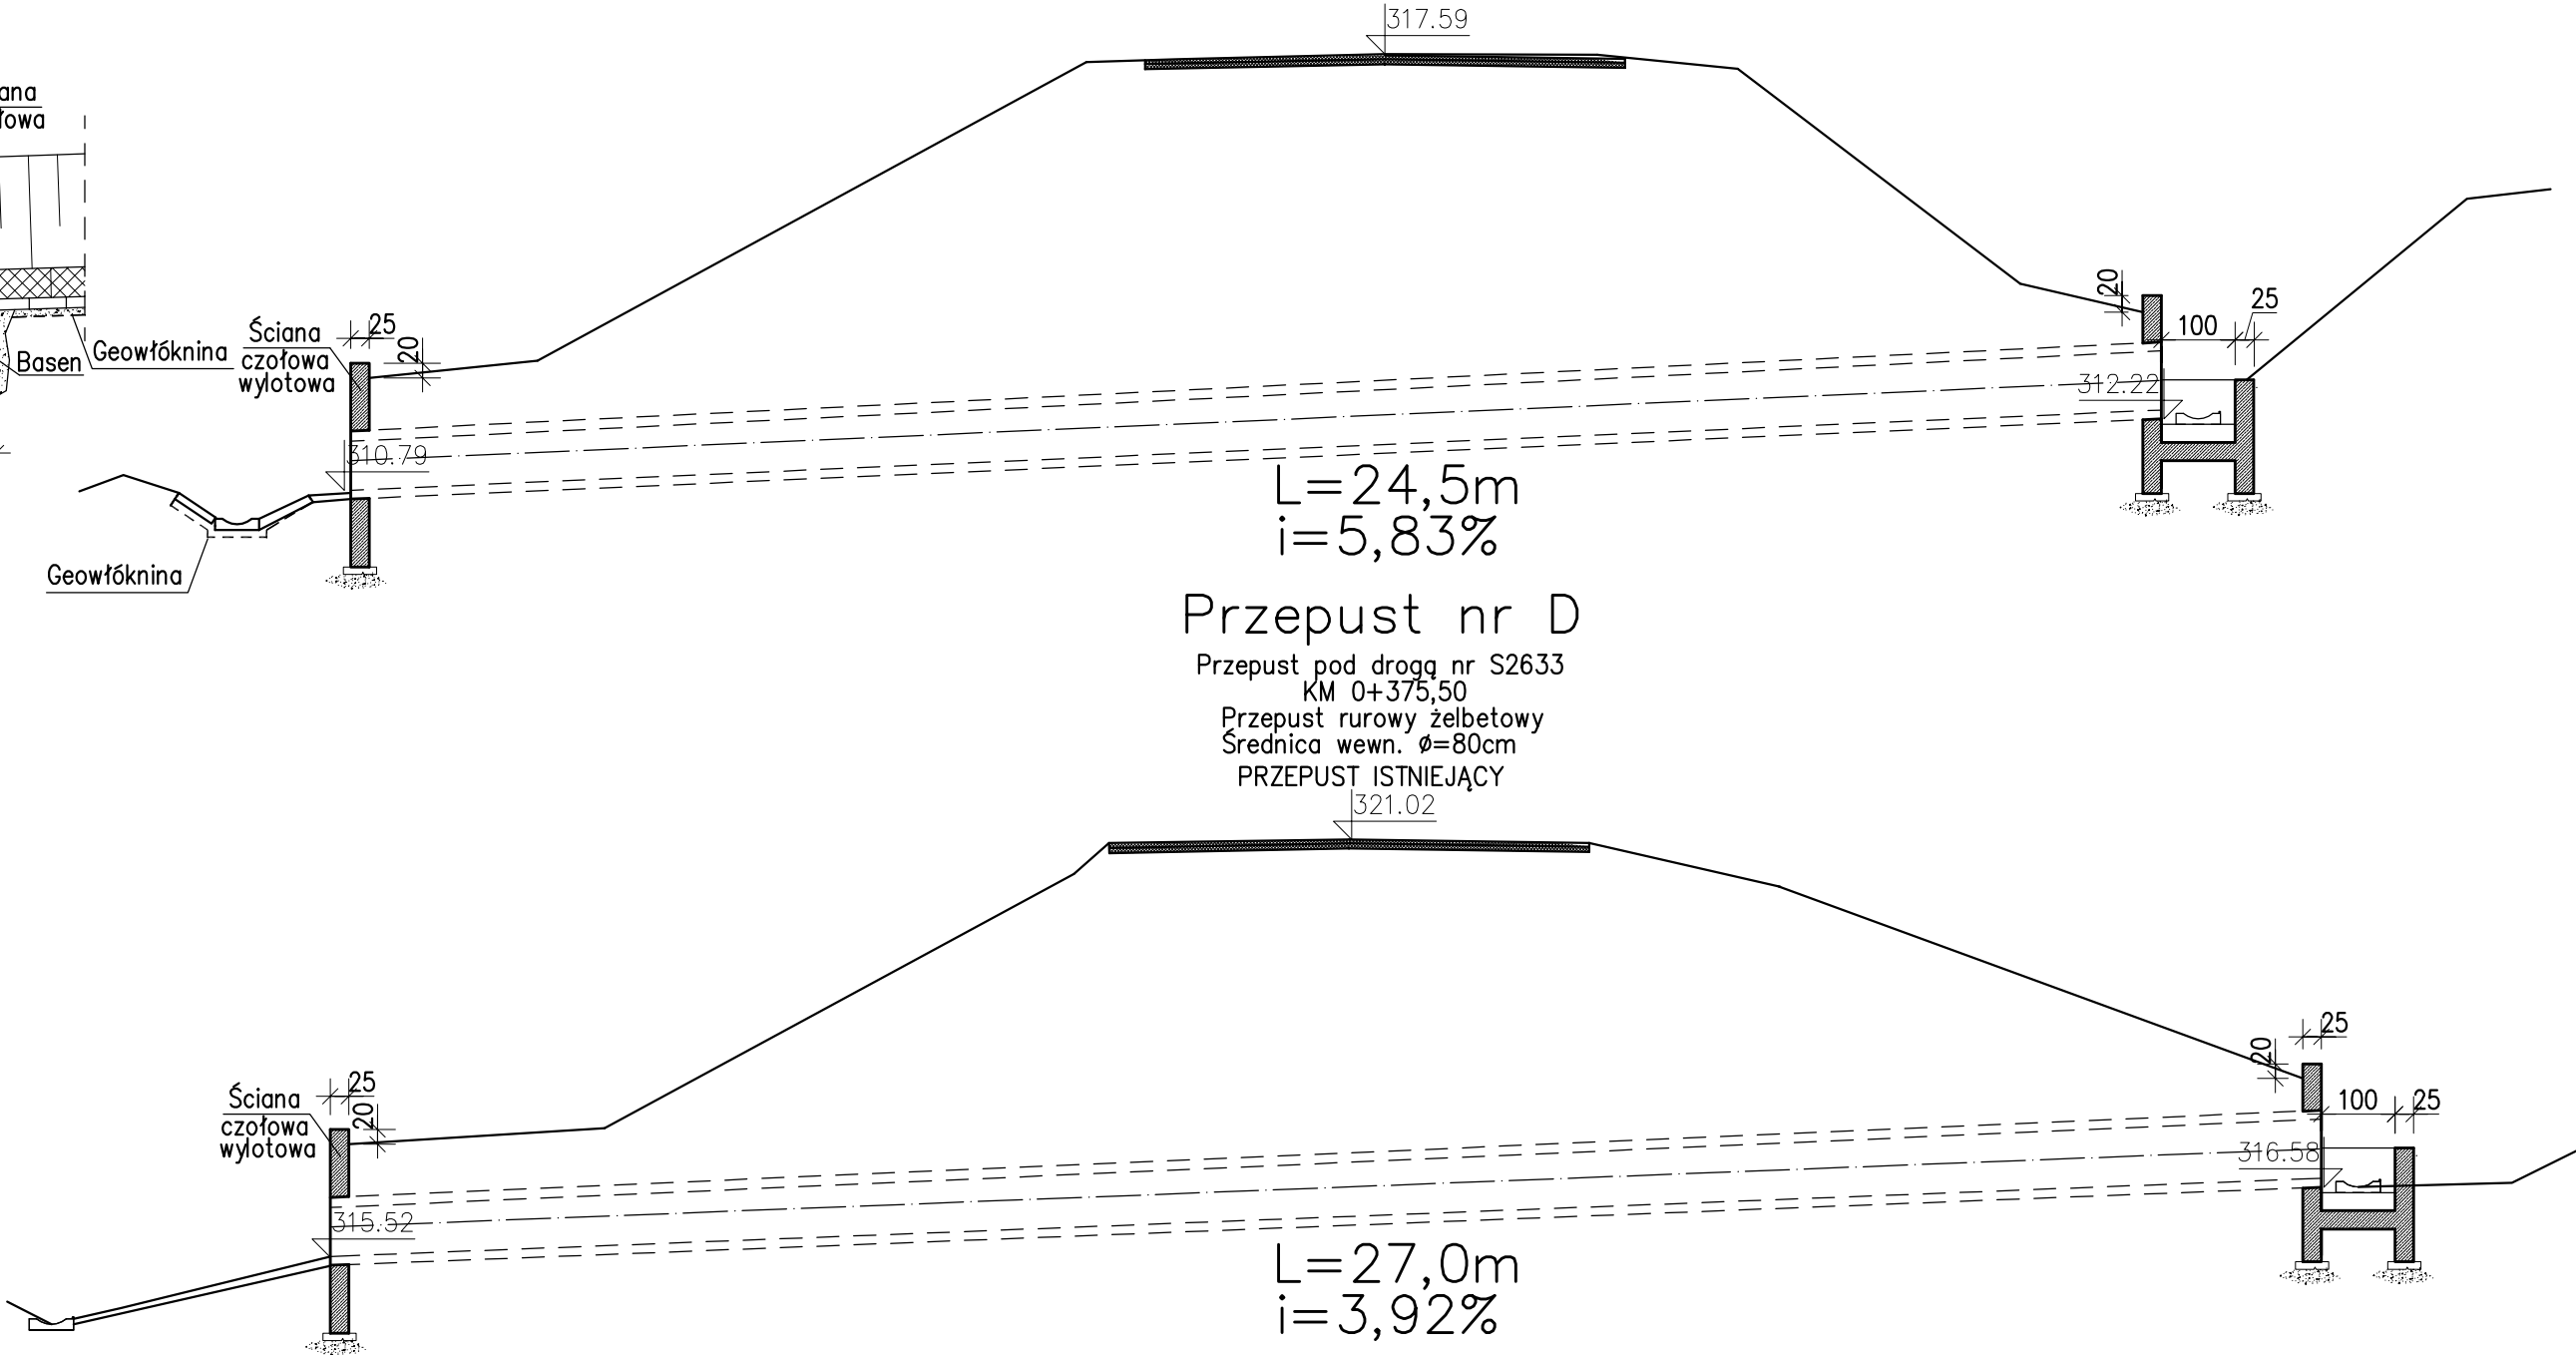 317.59
ana
łowa
Basen
Geowłóknina
Geowłóknina
Ściana
czołowa
wylotowa
25
20
310.79
20
25
100
312.22
L=24,5m
i=5,83%
Przepust nr D
Przepust pod drogą nr S2633
KM 0+375,50
Przepust rurowy żelbetowy
Średnica wewn. ø=80cm
PRZEPUST ISTNIEJĄCY
321.02
Ściana
czołowa
wylotowa
25
20
315.52
25
20
100
25
316.58
L=27,0m
i=3,92%